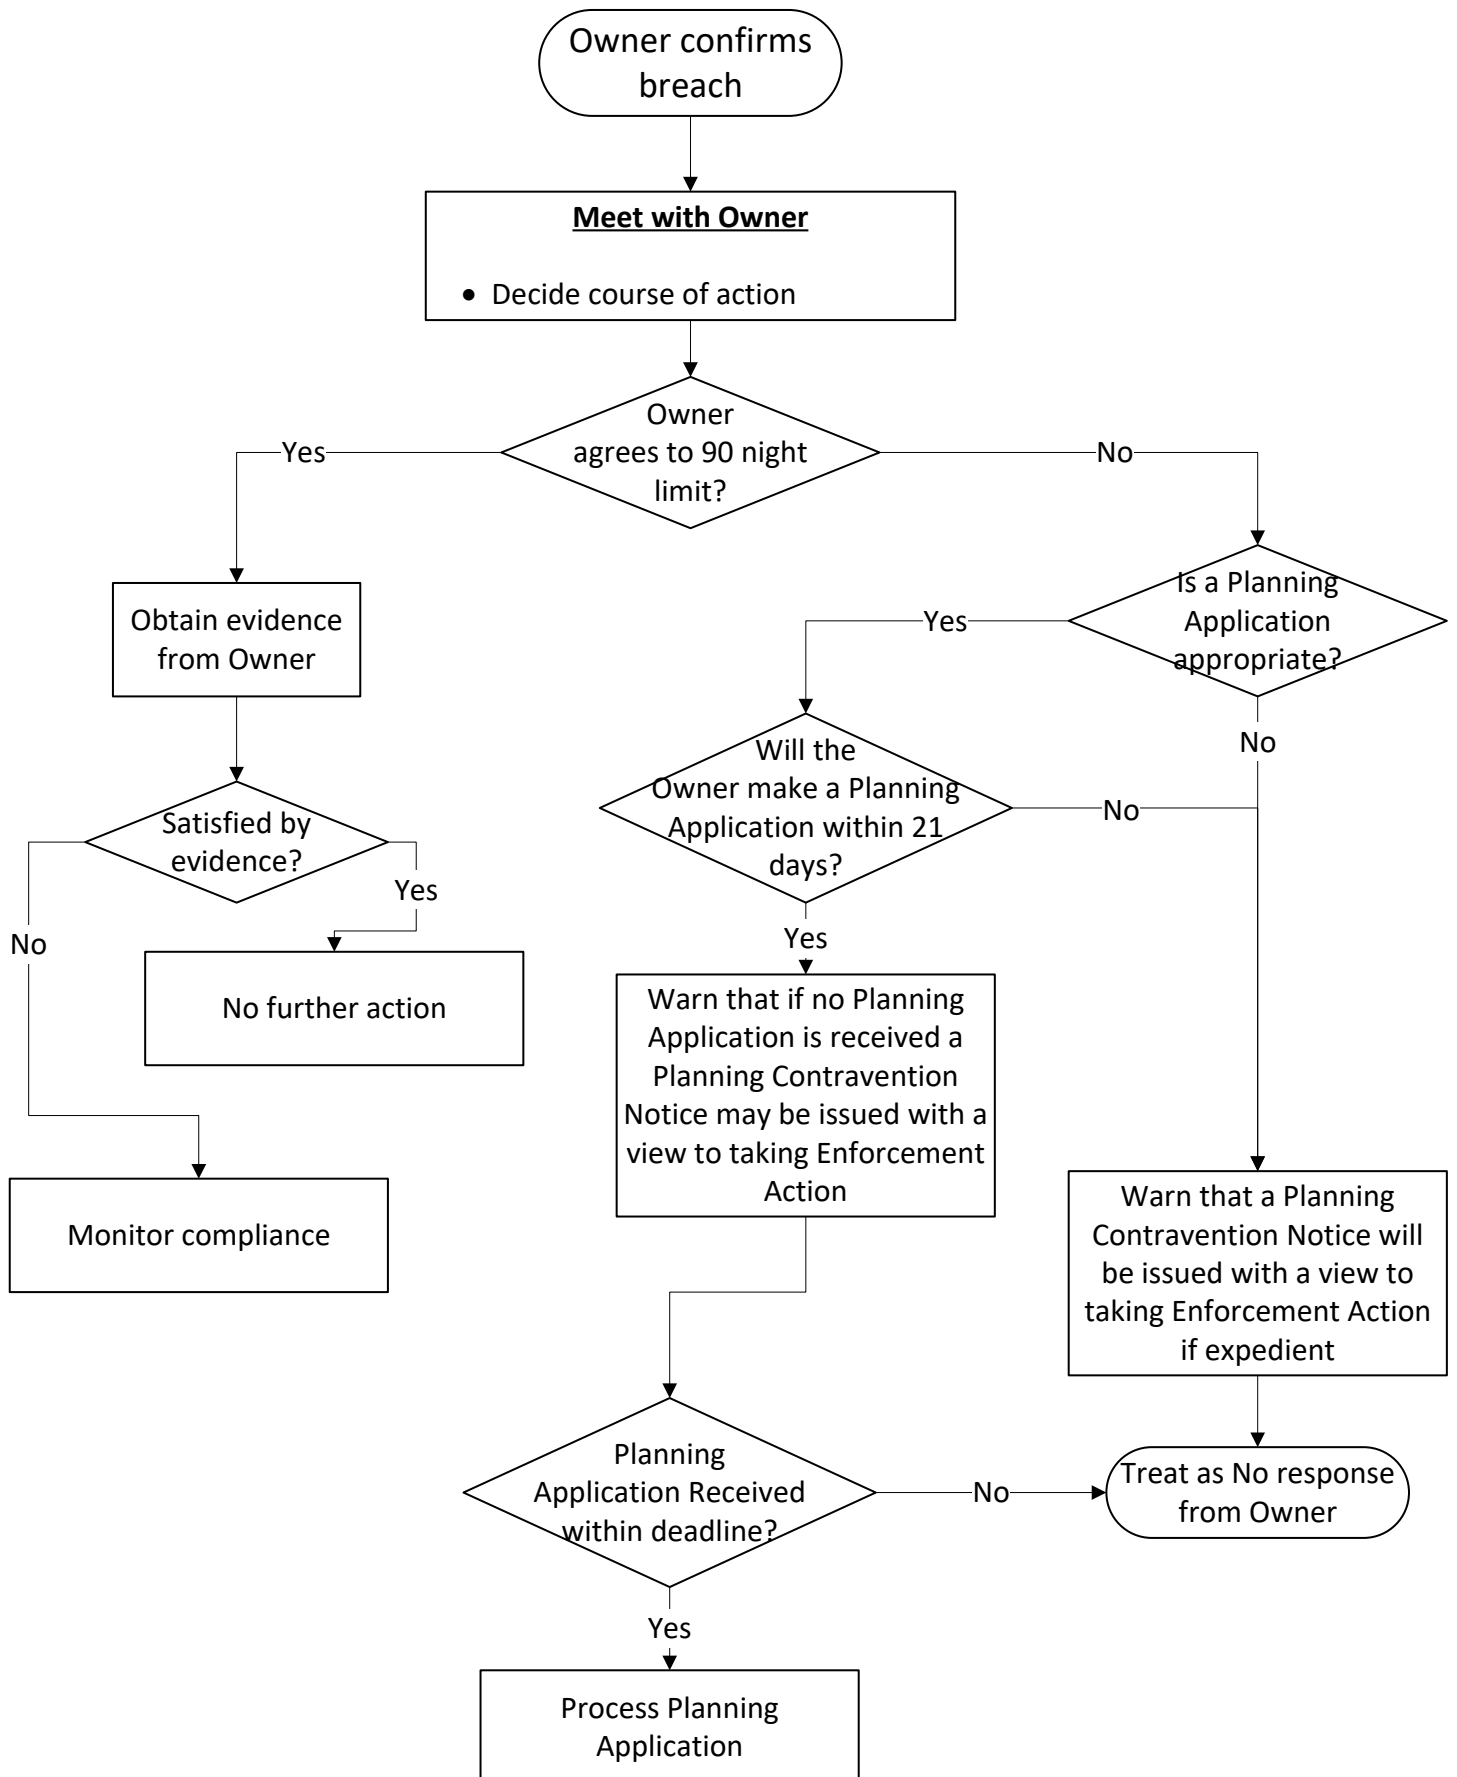 Owner confirms
breach
Meet with Owner
• Decide course of action
Owner
agrees to 90 night
limit?
Yes
No
Obtain evidence
from Owner
Is a Planning
Application
appropriate?
Yes
No
Will the
Owner make a Planning
Application within 21
days?
No
Satisfied by
evidence?
Yes
No
Yes
No further action
Warn that if no Planning
Application is received a
Planning Contravention
Notice may be issued with a
view to taking Enforcement
Action
Monitor compliance
Warn that a Planning
Contravention Notice will
be issued with a view to
taking Enforcement Action
if expedient
Planning
Application Received
within deadline?
No
Treat as No response
from Owner
Yes
Process Planning
Application